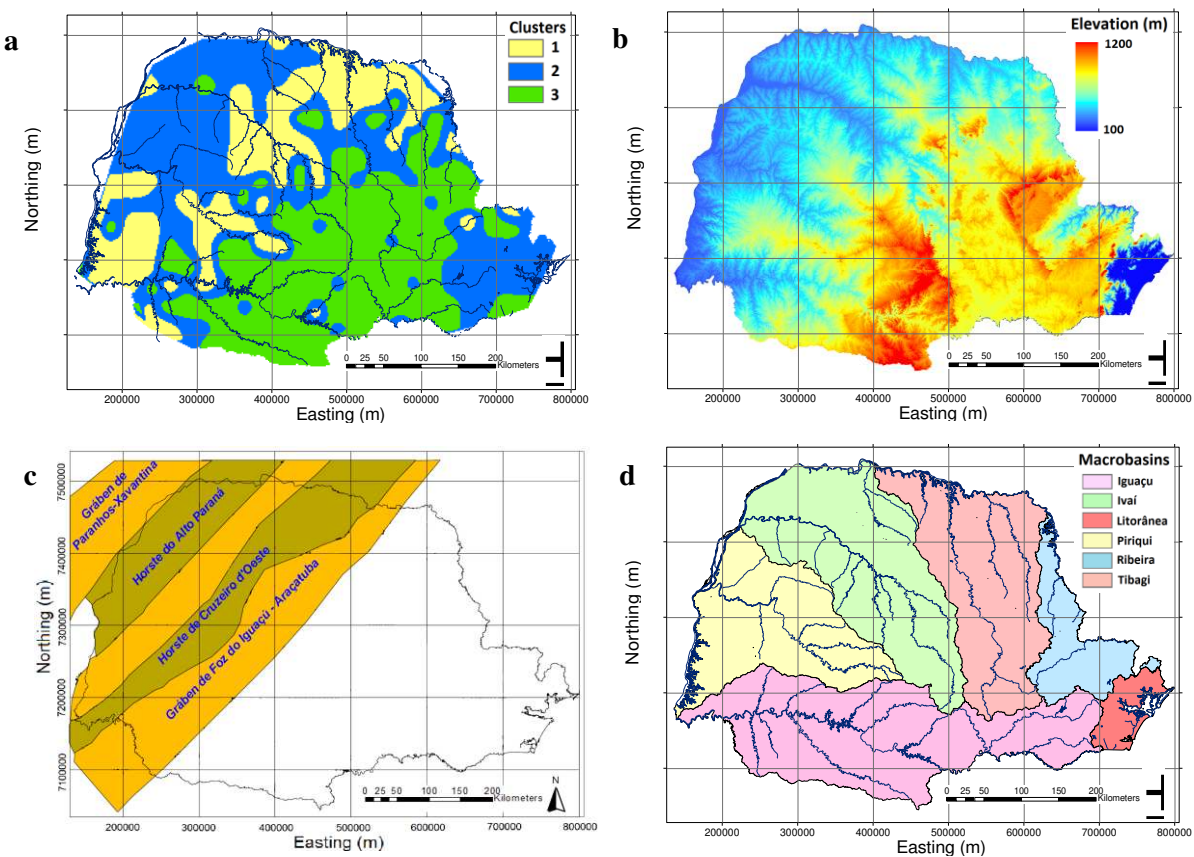 a
Clusters
1
2
3
Northing (m)
0 25 50 100 150 200
Kilometers
200000 300000 400000 500000 600000 700000 800000
Easting (m)
b
Elevation (m)
1200
100
Northing (m)
0 25 50 100 150 200
Kilometers
200000 300000 400000 500000 600000 700000 800000
Easting (m)
c
7500000
7400000
7300000
7200000
7100000
Northing (m)
Gráben de
Paranhos-Xavantina
Horste do Alto Paraná
Horste de Cruzeiro d'Oeste
Gráben de Foz do Iguaçú - Araçatuba
N
0 25 50 100 150 200
Kilometers
200000 300000 400000 500000 600000 700000 800000
Easting (m)
d
Macrobasins
Iguaçu
Ivaí
Litorânea
Piriqui
Ribeira
Tibagi
Northing (m)
0 25 50 100 150 200
Kilometers
200000 300000 400000 500000 600000 700000 800000
Easting (m)